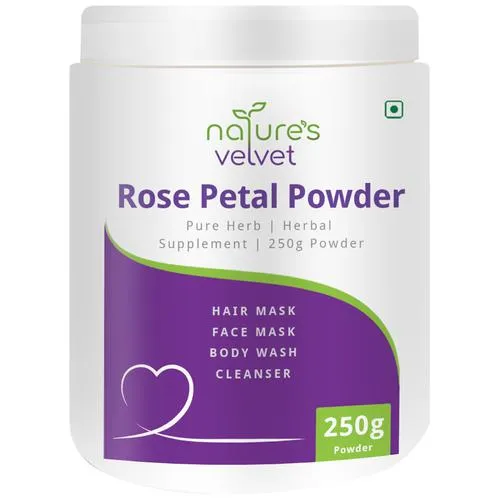 nature's
velvet
Rose Petal Powder
Pure Herb | Herbal
Supplement | 250g Powder
HAIR MASK
FACE MASK
BODY WASH
CLEANSER
250g
Powder